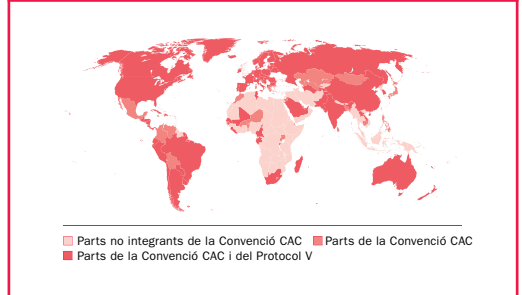 Parts no integrants de la Convenció CAC Parts de la Convenció CAC
Parts de la Convenció CAC i del Protocol V